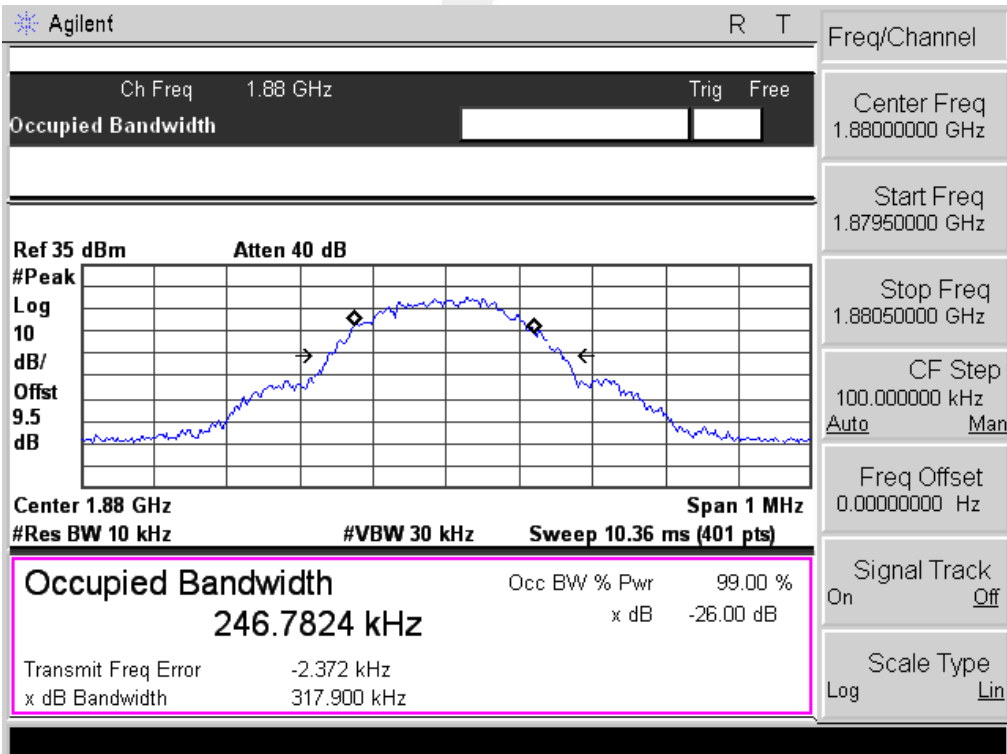 Agilent R T
Ch Freq 1.88 GHz Trig Free
Occupied Bandwidth
Ref 35 dBm Atten 40 dB
#Peak
Log
10
dB/
Offst
9.5
dB
Center 1.88 GHz Span 1 MHz
#Res BW 10 kHz #VBW 30 kHz Sweep 10.36 ms (401 pts)
Occupied Bandwidth
246.7824 kHz
Occ BW % Pwr 99.00 %
x dB -26.00 dB
Transmit Freq Error -2.372 kHz
x dB Bandwidth 317.900 kHz
Freq/Channel
Center Freq
1.88000000 GHz
Start Freq
1.87950000 GHz
Stop Freq
1.88050000 GHz
CF Step
100.000000 kHz
Auto Man
Freq Offset
0.00000000 Hz
Signal Track
On Off
Scale Type
Log Lin